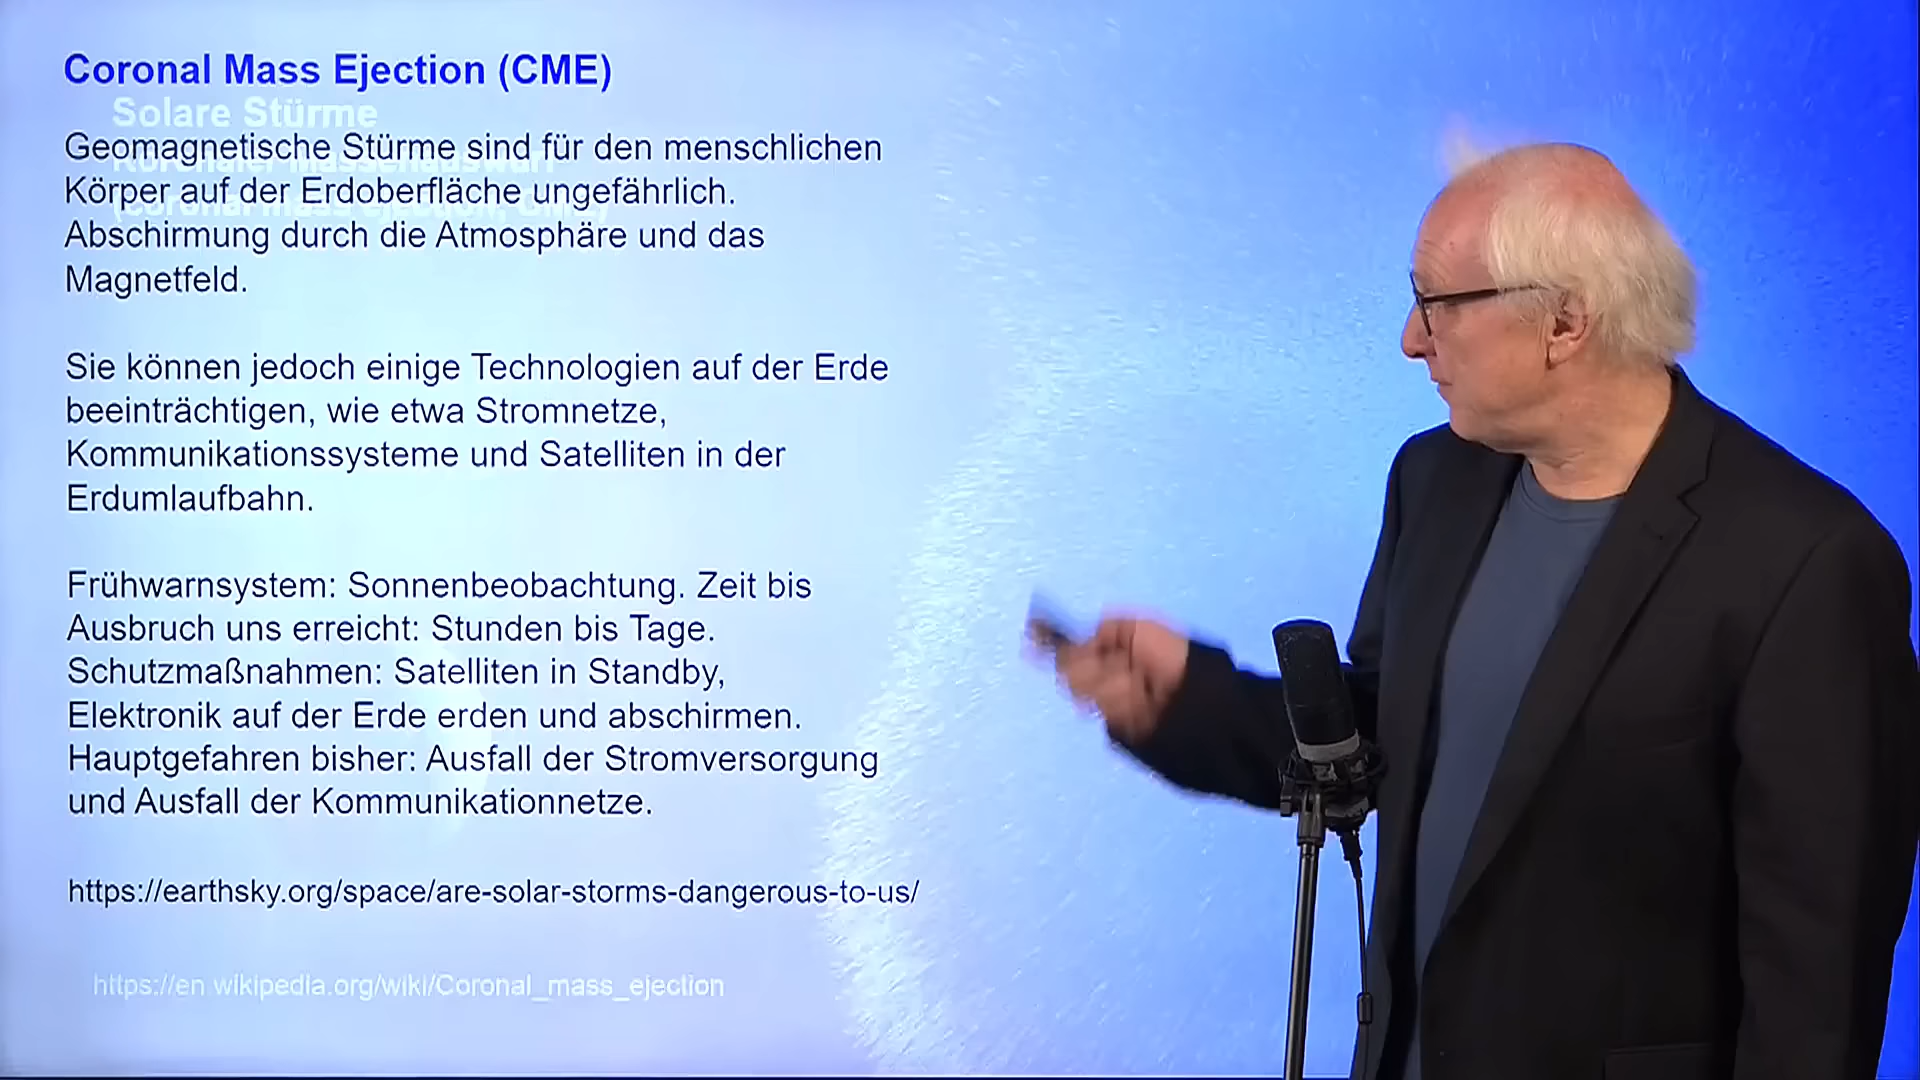 Coronal Mass Ejection (CME)
Solare Stürme
Geomagnetische Stürme sind für den menschlichen
Körper auf der Erdoberfläche ungefährlich.
(coronal mass ejection, CME)
Abschirmung durch die Atmosphäre und das
Magnetfeld.
Sie können jedoch einige Technologien auf der Erde
beeinträchtigen, wie etwa Stromnetze,
Kommunikationssysteme und Satelliten in der
Erdumlaufbahn.
Frühwarnsystem: Sonnenbeobachtung. Zeit bis
Ausbruch uns erreicht: Stunden bis Tage.
Schutzmaßnahmen: Satelliten in Standby,
Elektronik auf der Erde erden und abschirmen.
Hauptgefahren bisher: Ausfall der Stromversorgung
und Ausfall der Kommunikationnetze.
https://earthsky.org/space/are-solar-storms-dangerous-to-us/
https://en.wikipedia.org/wiki/Coronal_mass_ejection